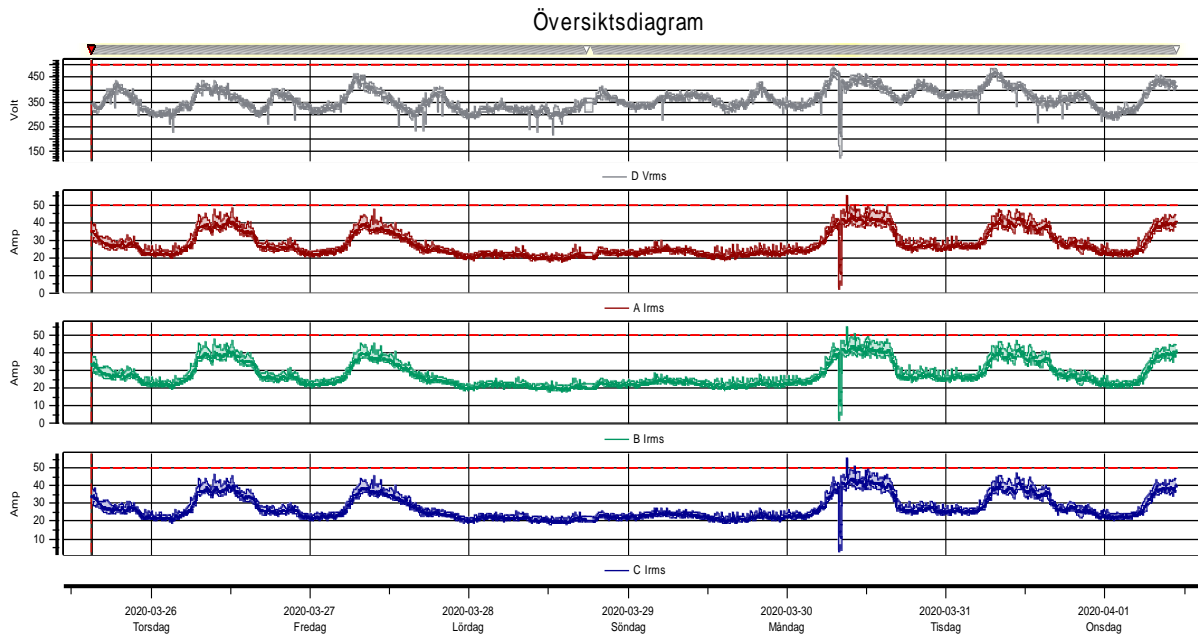 Översiktsdiagram
450
350
250
150
Volt
D Vrms
50
40
30
20
10
0
Amp
A Irms
50
40
30
20
10
0
Amp
B Irms
50
40
30
20
10
Amp
C Irms
2020-03-26 2020-03-27 2020-03-28 2020-03-29 2020-03-30 2020-03-31 2020-04-01
Torsdag Fredag Lördag Söndag Måndag Tisdag Onsdag